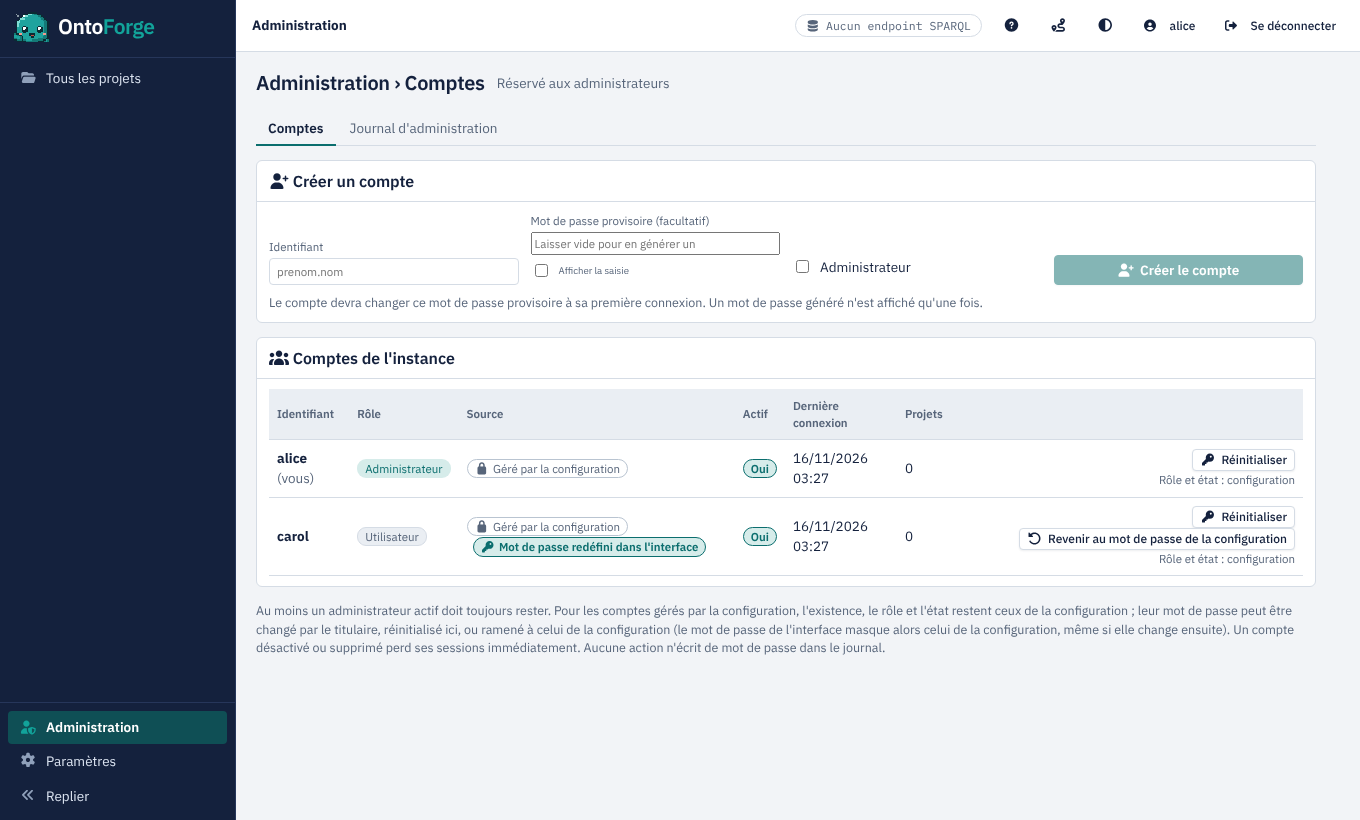 OntoForge
Administration
Aucun endpoint SPARQL
alice
Se déconnecter
Tous les projets
Administration › Comptes
Réservé aux administrateurs
Comptes
Journal d'administration
Créer un compte
Mot de passe provisoire (facultatif)
Identifiant
Laisser vide pour en générer un
prenom.nom
Afficher la saisie
Administrateur
Créer le compte
Le compte devra changer ce mot de passe provisoire à sa première connexion. Un mot de passe généré n'est affiché qu'une fois.
Comptes de l'instance
Identifiant
Rôle
Source
Actif
Dernière
connexion
Projets
alice
(vous)
Administrateur
Géré par la configuration
Oui
16/11/2026
03:27
0
Réinitialiser
Rôle et état : configuration
carol
Utilisateur
Géré par la configuration
Mot de passe redéfini dans l'interface
Oui
16/11/2026
03:27
0
Réinitialiser
Revenir au mot de passe de la configuration
Rôle et état : configuration
Au moins un administrateur actif doit toujours rester. Pour les comptes gérés par la configuration, l'existence, le rôle et l'état restent ceux de la configuration ; leur mot de passe peut être
changé par le titulaire, réinitialisé ici, ou ramené à celui de la configuration (le mot de passe de l'interface masque alors celui de la configuration, même si elle change ensuite). Un compte
désactivé ou supprimé perd ses sessions immédiatement. Aucune action n'écrit de mot de passe dans le journal.
Administration
Paramètres
Replier